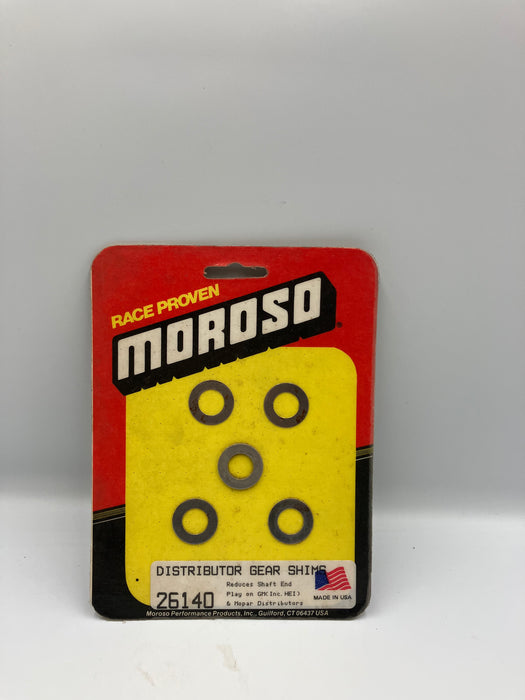 RACE PROVEN
MOROSO®
DISTRIBUTOR GEAR SHIMS
26140
Reduces Shaft End
Play on GM(Inc. HEI)
& Mopar Distributors
MADE IN USA
Moroso Performance Products, Inc., Guilford, CT 06437 USA